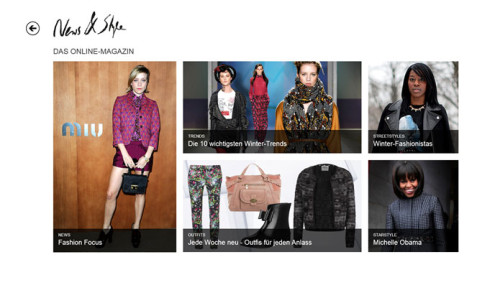 News & Style
DAS ONLINE-MAGAZIN
MIU
NEWS
Fashion Focus
TRENDS
Die 10 wichtigsten Winter-Trends
STREETSTYLES
Winter-Fashionistas
OUTFITS
Jede Woche neu - Outfis für jeden Anlass
STARSTYLE
Michelle Obama